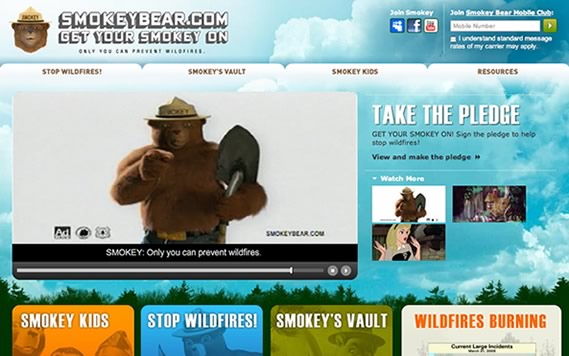 SMOKEY
SMOKEYBEAR.COM
GET YOUR SMOKEY ON
ONLY YOU CAN PREVENT WILDFIRES.
Join Smokey
You
Join Smokey Bear Mobile Club:
Mobile Number
I understand standard message
rates of my carrier may apply.
STOP WILDFIRES!
SMOKEY'S VAULT
SMOKEY KIDS
RESOURCES
SMOKEY
Ad
SMOKEYBEAR.COM
SMOKEY: Only you can prevent wildfires.
TAKE THE PLEDGE
GET YOUR SMOKEY ON! Sign the pledge to help
stop wildfires!
View and make the pledge »
Watch More
SMOKEY KIDS
STOP WILDFIRES!
SMOKEY'S VAULT
WILDFIRES BURNING
Current Large Incidents
March 31, 2009